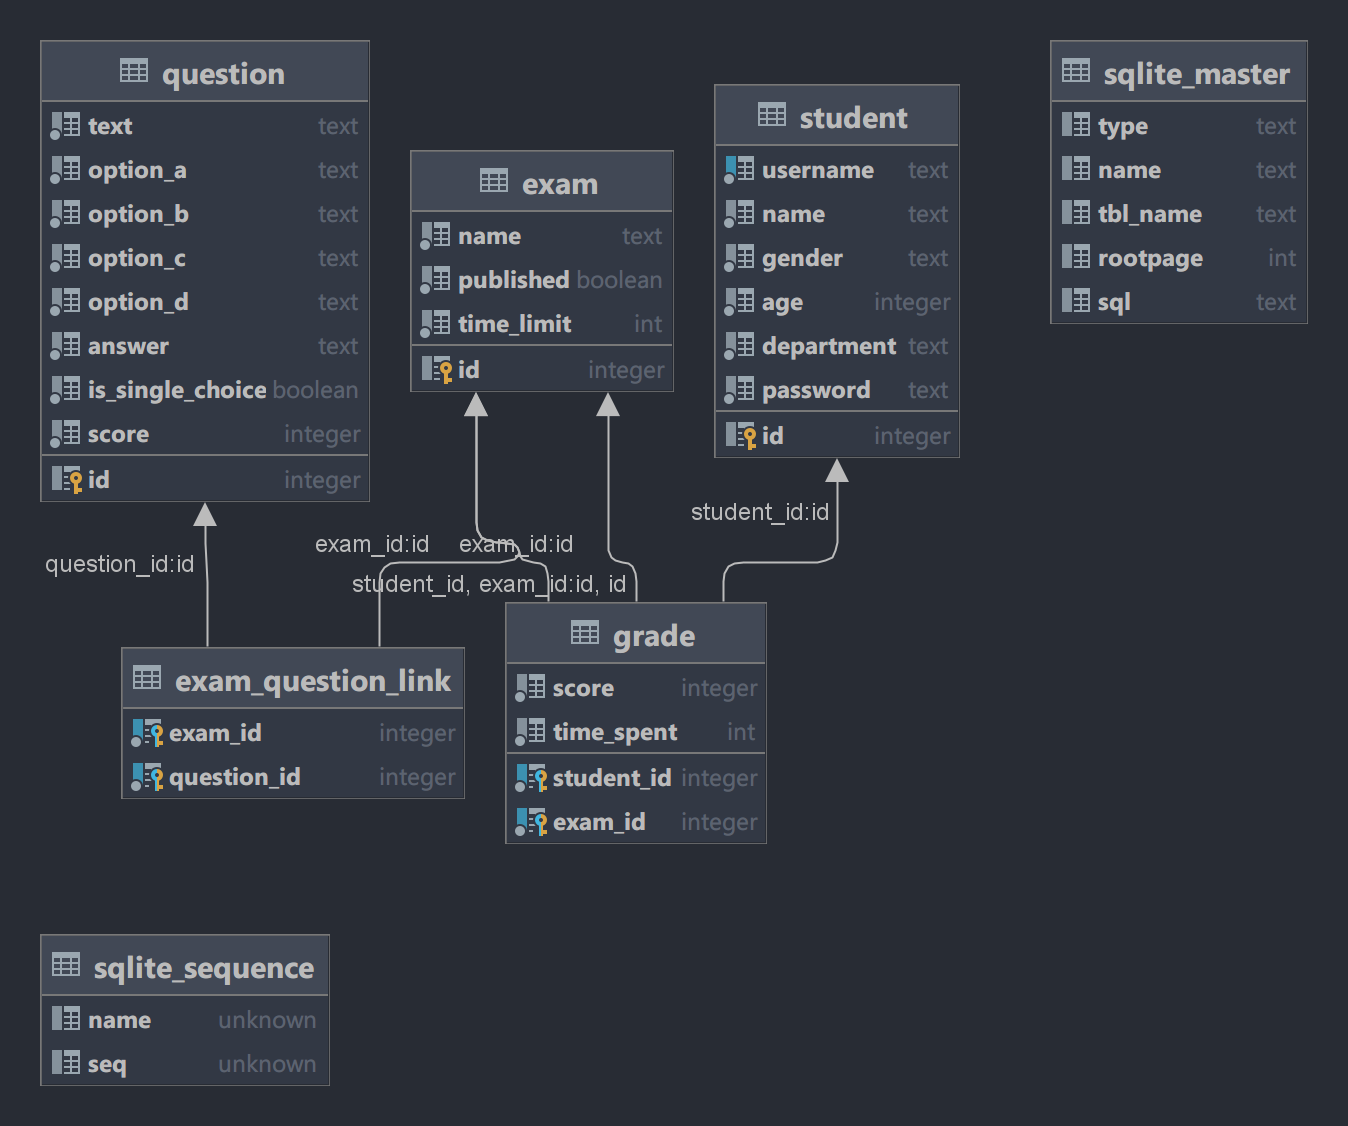 question
text text
option_a text
option_b text
option_c text
option_d text
answer text
is_single_choice boolean
score integer
id integer
exam
name text
published boolean
time_limit int
id integer
student
username text
name text
gender text
age integer
department text
password text
id integer
sqlite_master
type text
name text
tbl_name text
rootpage int
sql text
question_id:id
exam_id:id
exam_id:id
student_id, exam_id:id, id
student_id:id
exam_question_link
exam_id integer
question_id integer
grade
score integer
time_spent int
student_id integer
exam_id integer
sqlite_sequence
name unknown
seq unknown